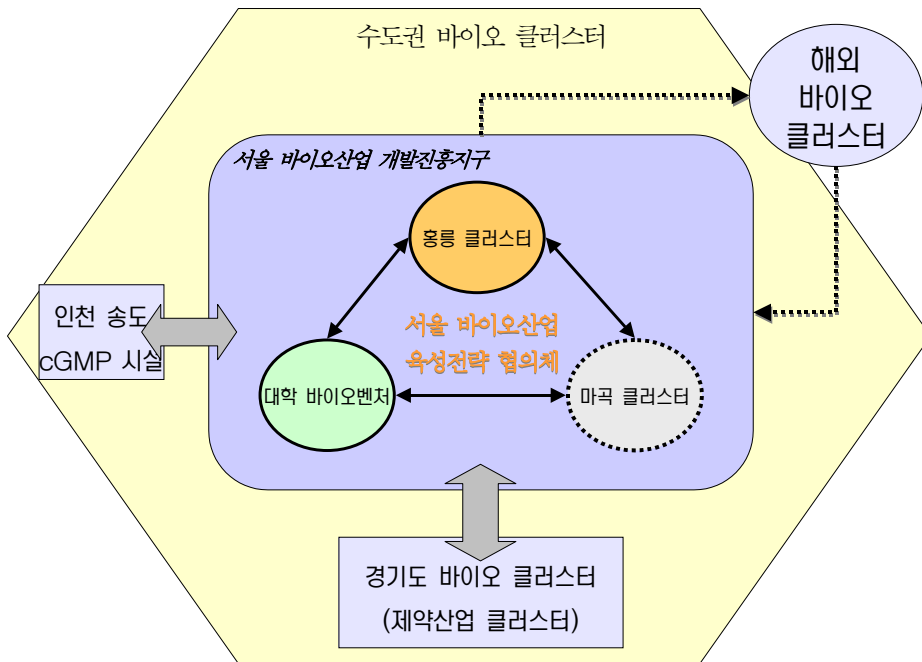 수도권 바이오 클러스터
해외
바이오
클러스터
서울 바이오산업 개발진흥지구
홍릉 클러스터
인천 송도
cGMP 시설
서울 바이오산업
육성전략 협의체
대학 바이오벤처
마곡 클러스터
경기도 바이오 클러스터
(제약산업 클러스터)